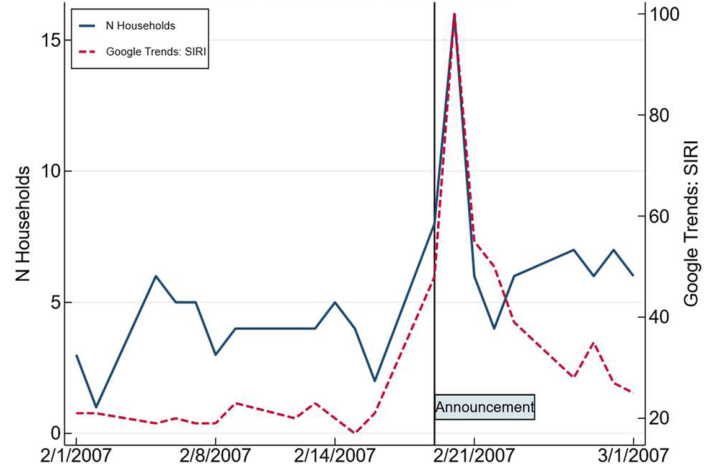 N Households
Google Trends: SIRI
15
10
5
0
N Households
100
80
60
40
20
Google Trends: SIRI
Announcement
2/1/2007
2/8/2007
2/14/2007
2/21/2007
3/1/2007